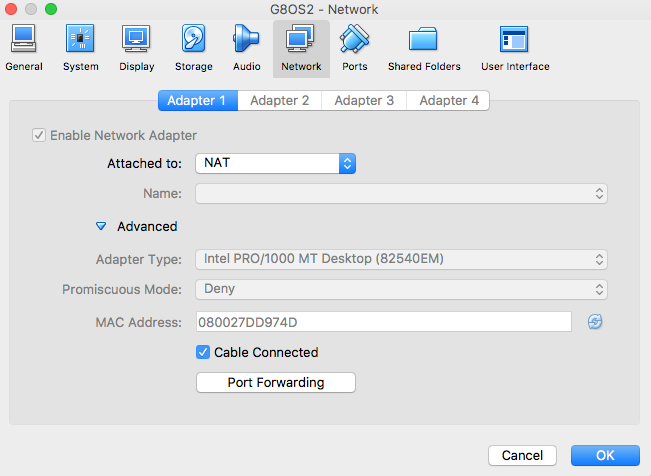 G8OS2 - Network
General System Display Storage Audio Network Ports Shared Folders User Interface
Adapter 1 Adapter 2 Adapter 3 Adapter 4
Enable Network Adapter
Attached to: NAT
Name:
Advanced
Adapter Type: Intel PRO/1000 MT Desktop (82540EM)
Promiscuous Mode: Deny
MAC Address: 080027DD974D
Cable Connected
Port Forwarding
Cancel OK